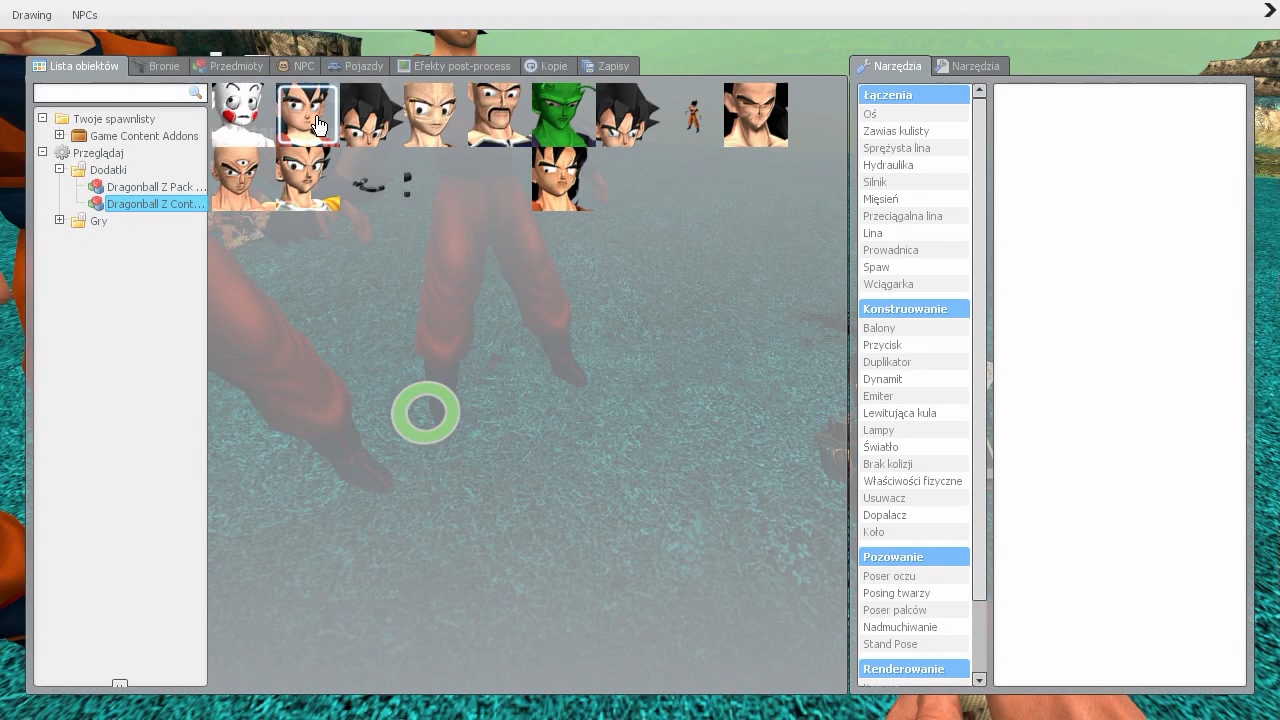 Drawing NPCs
Lista obiektów Bronie Przedmioty NPC Pojazdy Efekty post-process Kopie Zapisy
Twoje spawnlisty
Game Content Addons
Przeglądaj
Dodatki
Dragonball Z Pack ...
Dragonball Z Cont...
Gry
Narzędzia Narzędzia
Łączenia
Oś
Zawias kulisty
Sprężysta lina
Hydraulika
Silnik
Mięsień
Przeciągalna lina
Lina
Prowadnica
Spaw
Wciągarka
Konstruowanie
Balony
Przycisk
Duplikator
Dynamit
Emiter
Lewitująca kula
Lampy
Światło
Brak kolizji
Właściwości fizyczne
Usuwacz
Dopalacz
Koło
Pozowanie
Poser oczu
Posing twarzy
Poser palców
Nadmuchiwanie
Stand Pose
Renderowanie